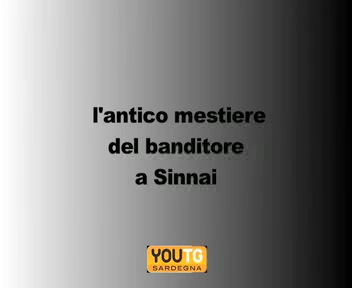 l'antico mestiere
del banditore
a Sinnai
YOUTG
SARDEGNA